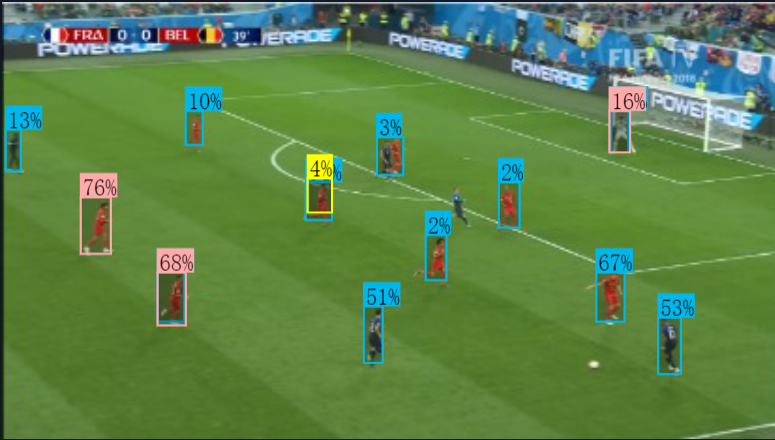 FRA 0 - 0 BEL 39'
POWERADE
POWERADE
POWERADE
POWERADE
FIFA TV
POWERADE
10%
16%
13%
3%
4%
2%
76%
2%
68%
67%
51%
53%